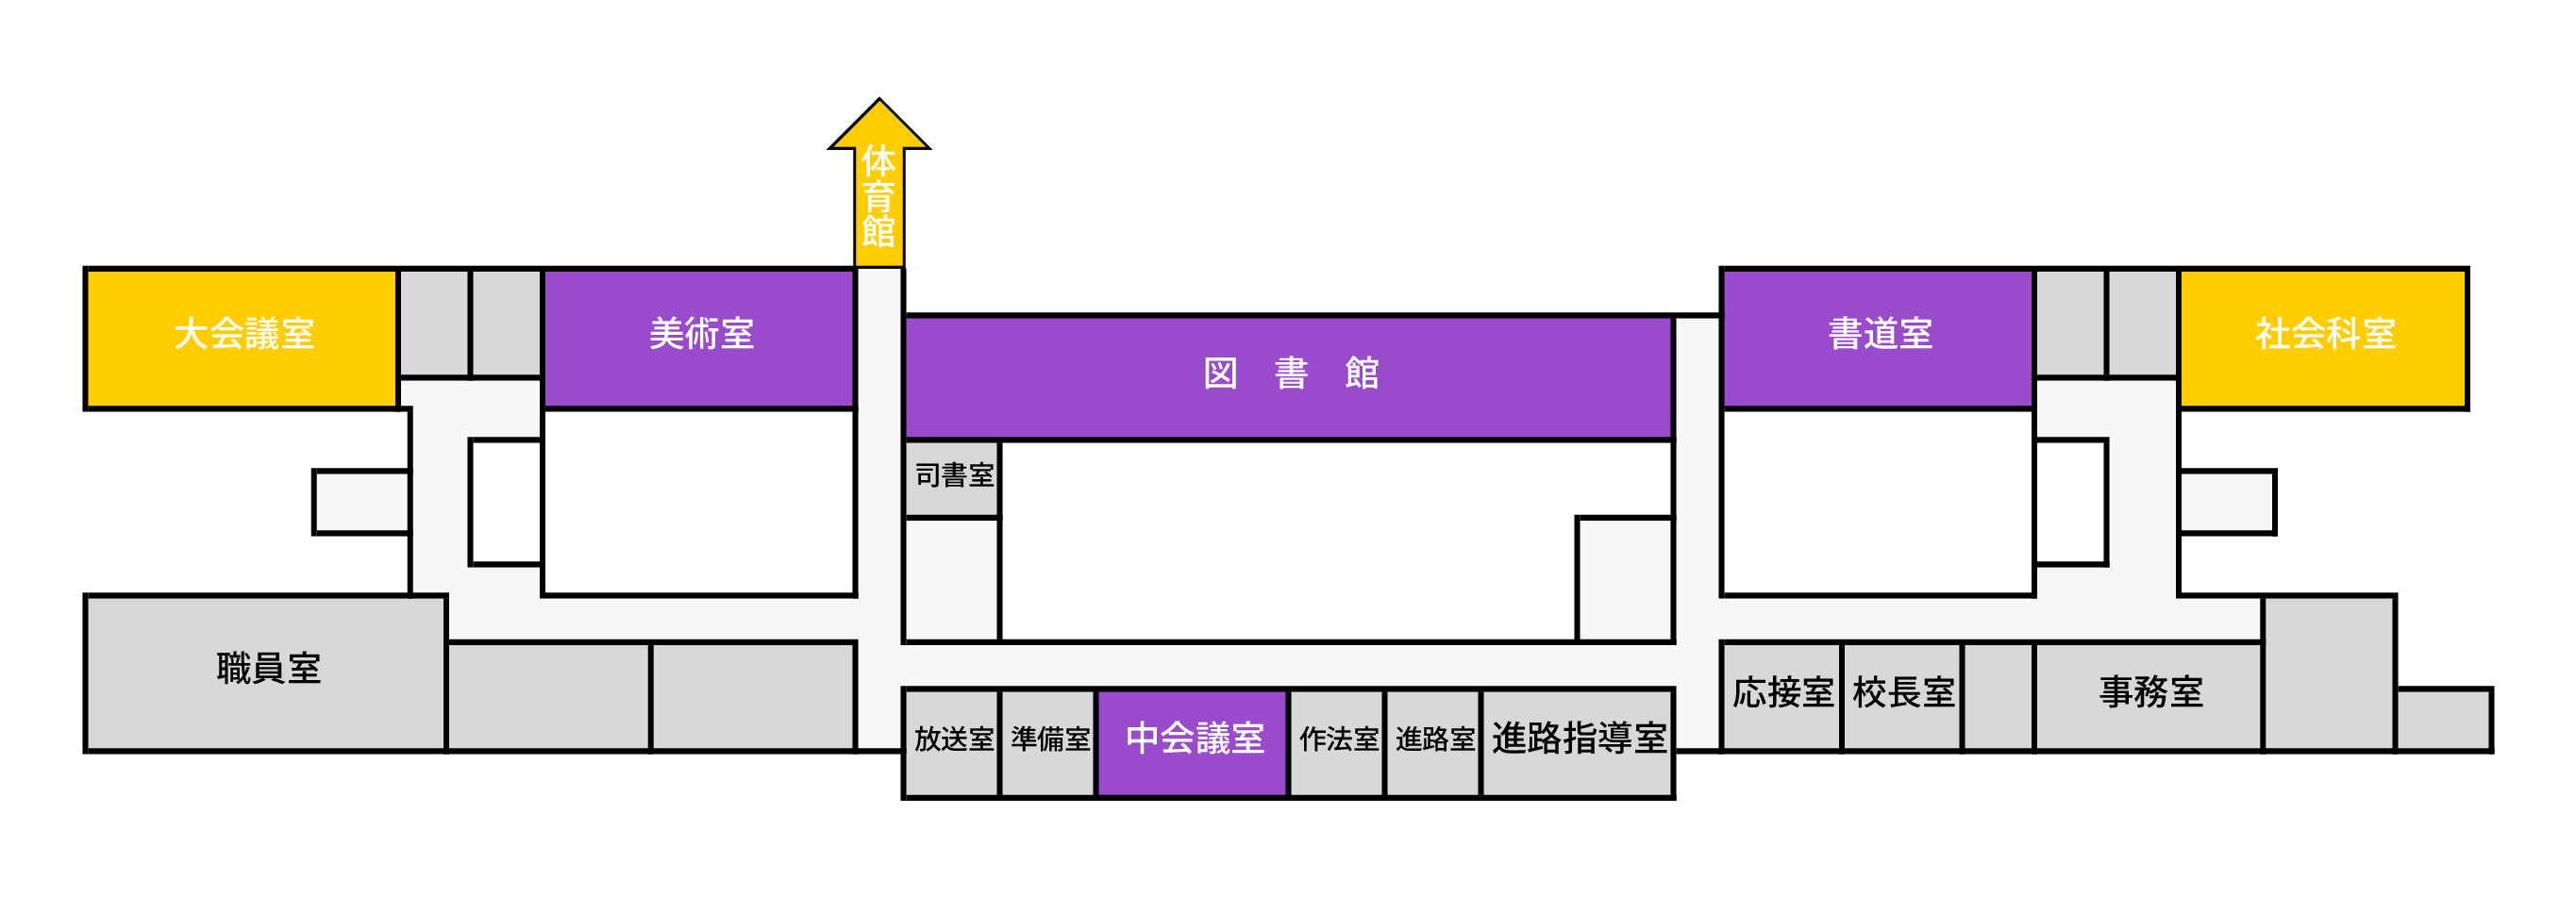 体育館
大会議室
美術室
図　書　館
書道室
社会科室
司書室
職員室
放送室
準備室
中会議室
作法室
進路室
進路指導室
応接室
校長室
事務室